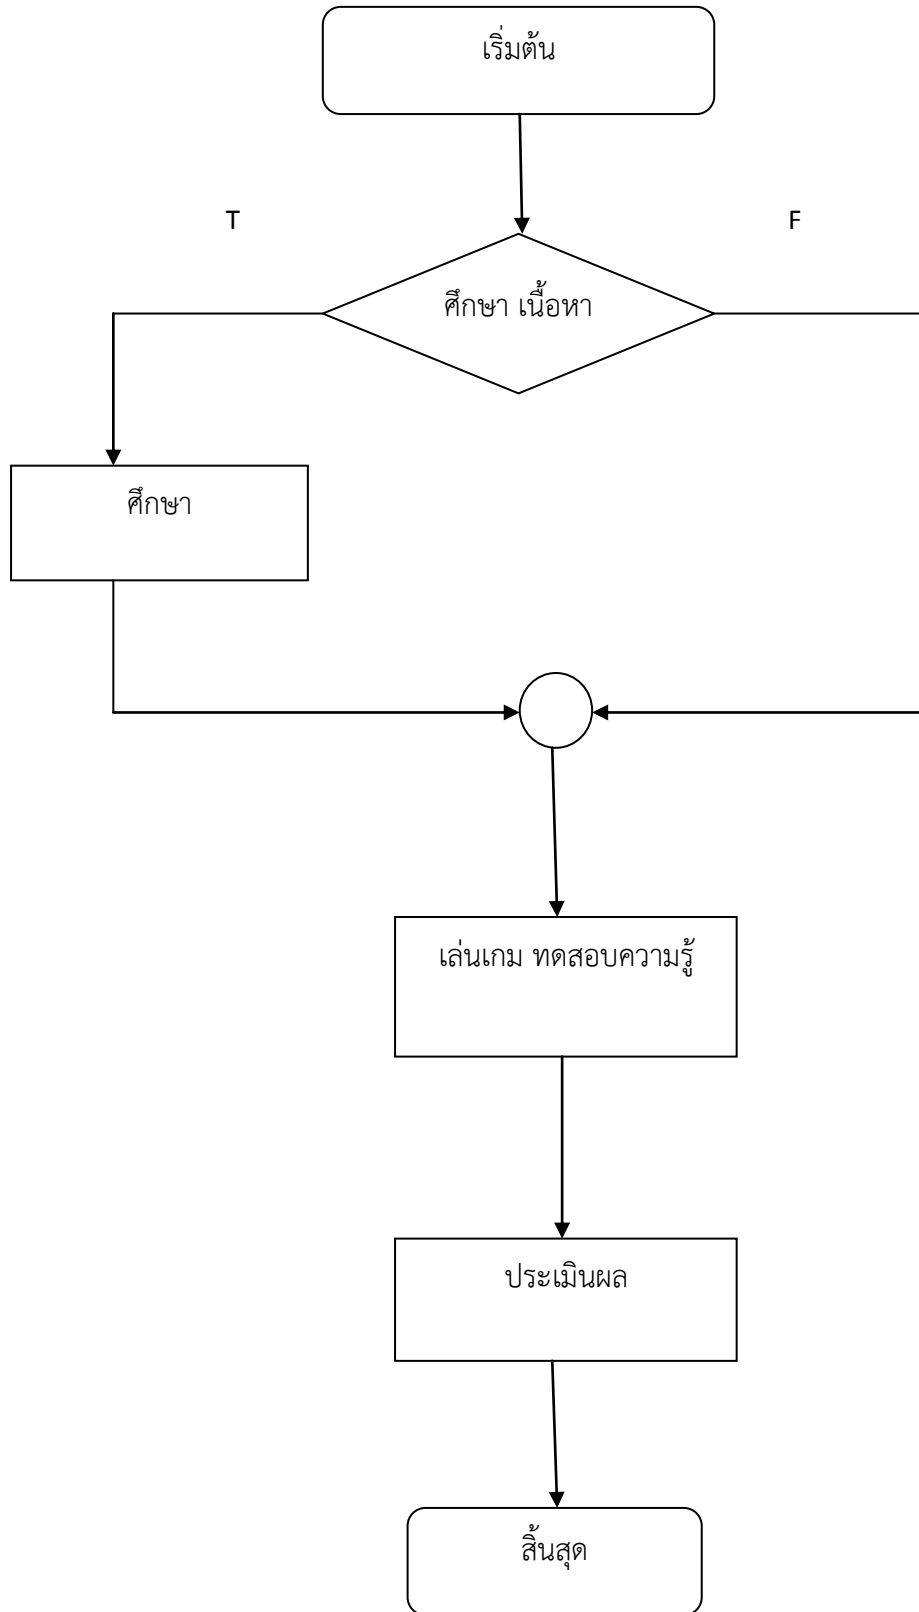 เริ่มต้น
T
F
ศึกษา เนื้อหา
ศึกษา
เล่นเกม ทดสอบความรู้
ประเมินผล
สิ้นสุด